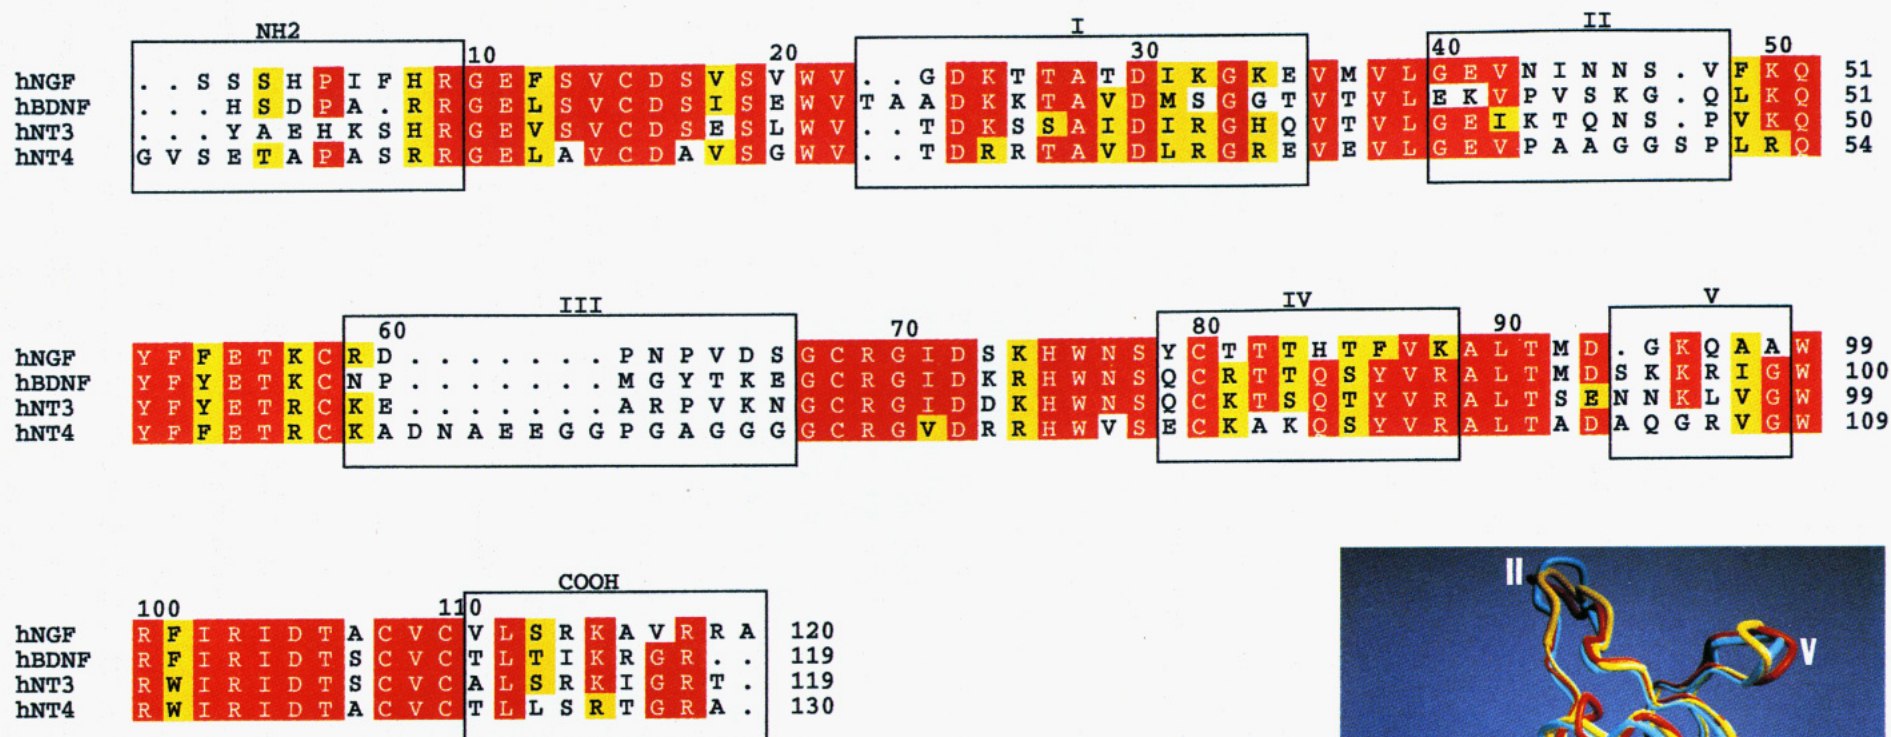 NH2 I II
10 20 30 40 50
hNGF . . S S S H P I F H R G E F S V C D S V S V W V . . G D K T T A T D I K G K E V M V L G E V N I N N S . V F K Q 51
hBDNF . . . H S D P A . R R G E L S V C D S I S E W V T A A D K K T A V D M S G G T V T V L E K V P V S K G . Q L K Q 51
hNT3 . . . Y A E H K S H R G E V S V C D S E S L W V . . T D K S S A I D I R G H Q V T V L G E I K T Q N S . P V K Q 50
hNT4 G V S E T A P A S R R G E L A V C D A V S G W V . . T D R R T A V D L R G R E V E V L G E V P A A G G S P L R Q 54
III IV V
60 70 80 90
hNGF Y F F E T K C R D . . . . . . . P N P V D S G C R G I D S K H W N S Y C T T T H T F V K A L T M D . G K Q A A W 99
hBDNF Y F Y E T K C N P . . . . . . . M G Y T K E G C R G I D K R H W N S Q C R T T Q S Y V R A L T M D S K K R I G W 100
hNT3 Y F Y E T R C K E . . . . . . . A R P V K N G C R G I D D K H W N S Q C K T S Q T Y V R A L T S E N N K L V G W 99
hNT4 Y F F E T R C K A D N A E E G G P G A G G G G C R G V D R R H W V S E C K A K Q S Y V R A L T A D A Q G R V G W 109
COOH
100 110
hNGF R F I R I D T A C V C V L S R K A V R R A 120
hBDNF R F I R I D T S C V C T L T I K R G R . . 119
hNT3 R W I R I D T S C V C A L S R K I G R T . 119
hNT4 R W I R I D T A C V C T L L S R T G R A . 130
II
V